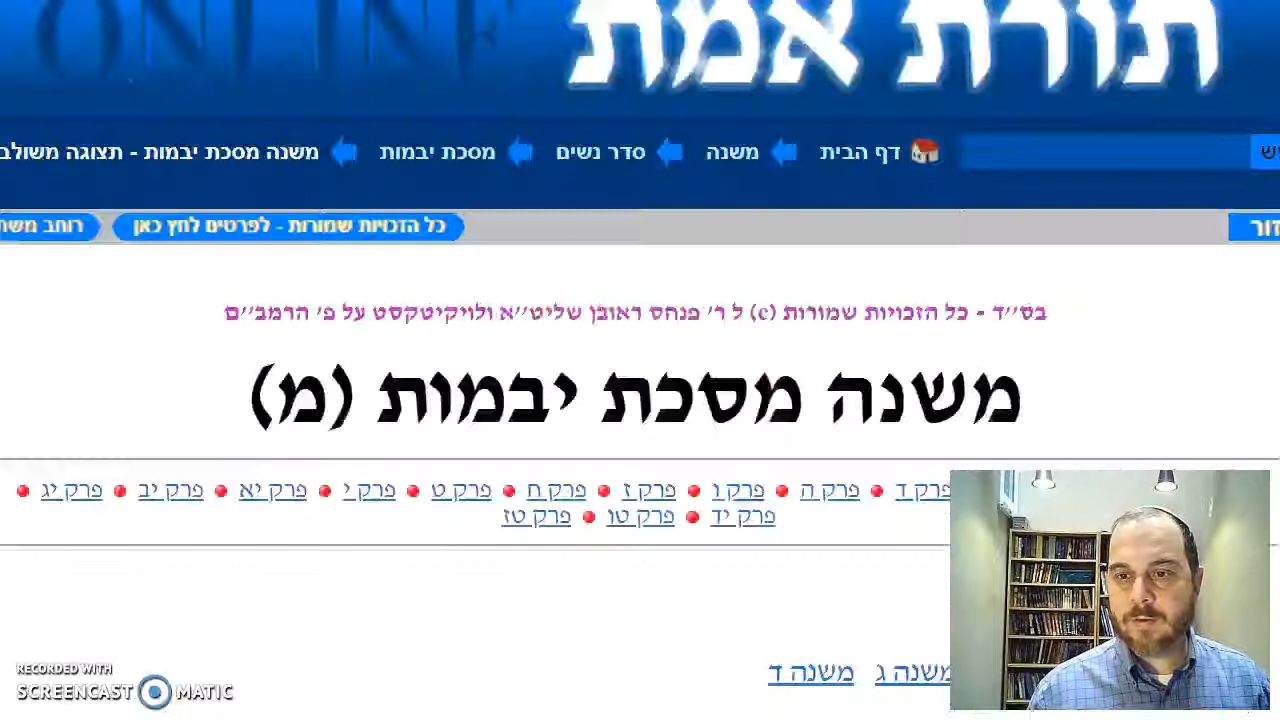 תורת אמת ONLINE
דף הבית משנה סדר נשים מסכת יבמות משנה מסכת יבמות - תצוגה משולב
כל הזכויות שמורות - לפרטים לחץ כאן
בס''ד - כל הזכויות שמורות (c) ל ר' פנחס ראובן שליט''א ולויקיטקסט על פ' הרמב''ם
משנה מסכת יבמות (מ)
פרק ד פרק ה פרק ו פרק ז פרק ח פרק ט פרק י פרק יא פרק יב פרק יג
פרק יד פרק טו פרק טז
משנה ג משנה ד
RECORDED WITH
SCREENCAST MATIC